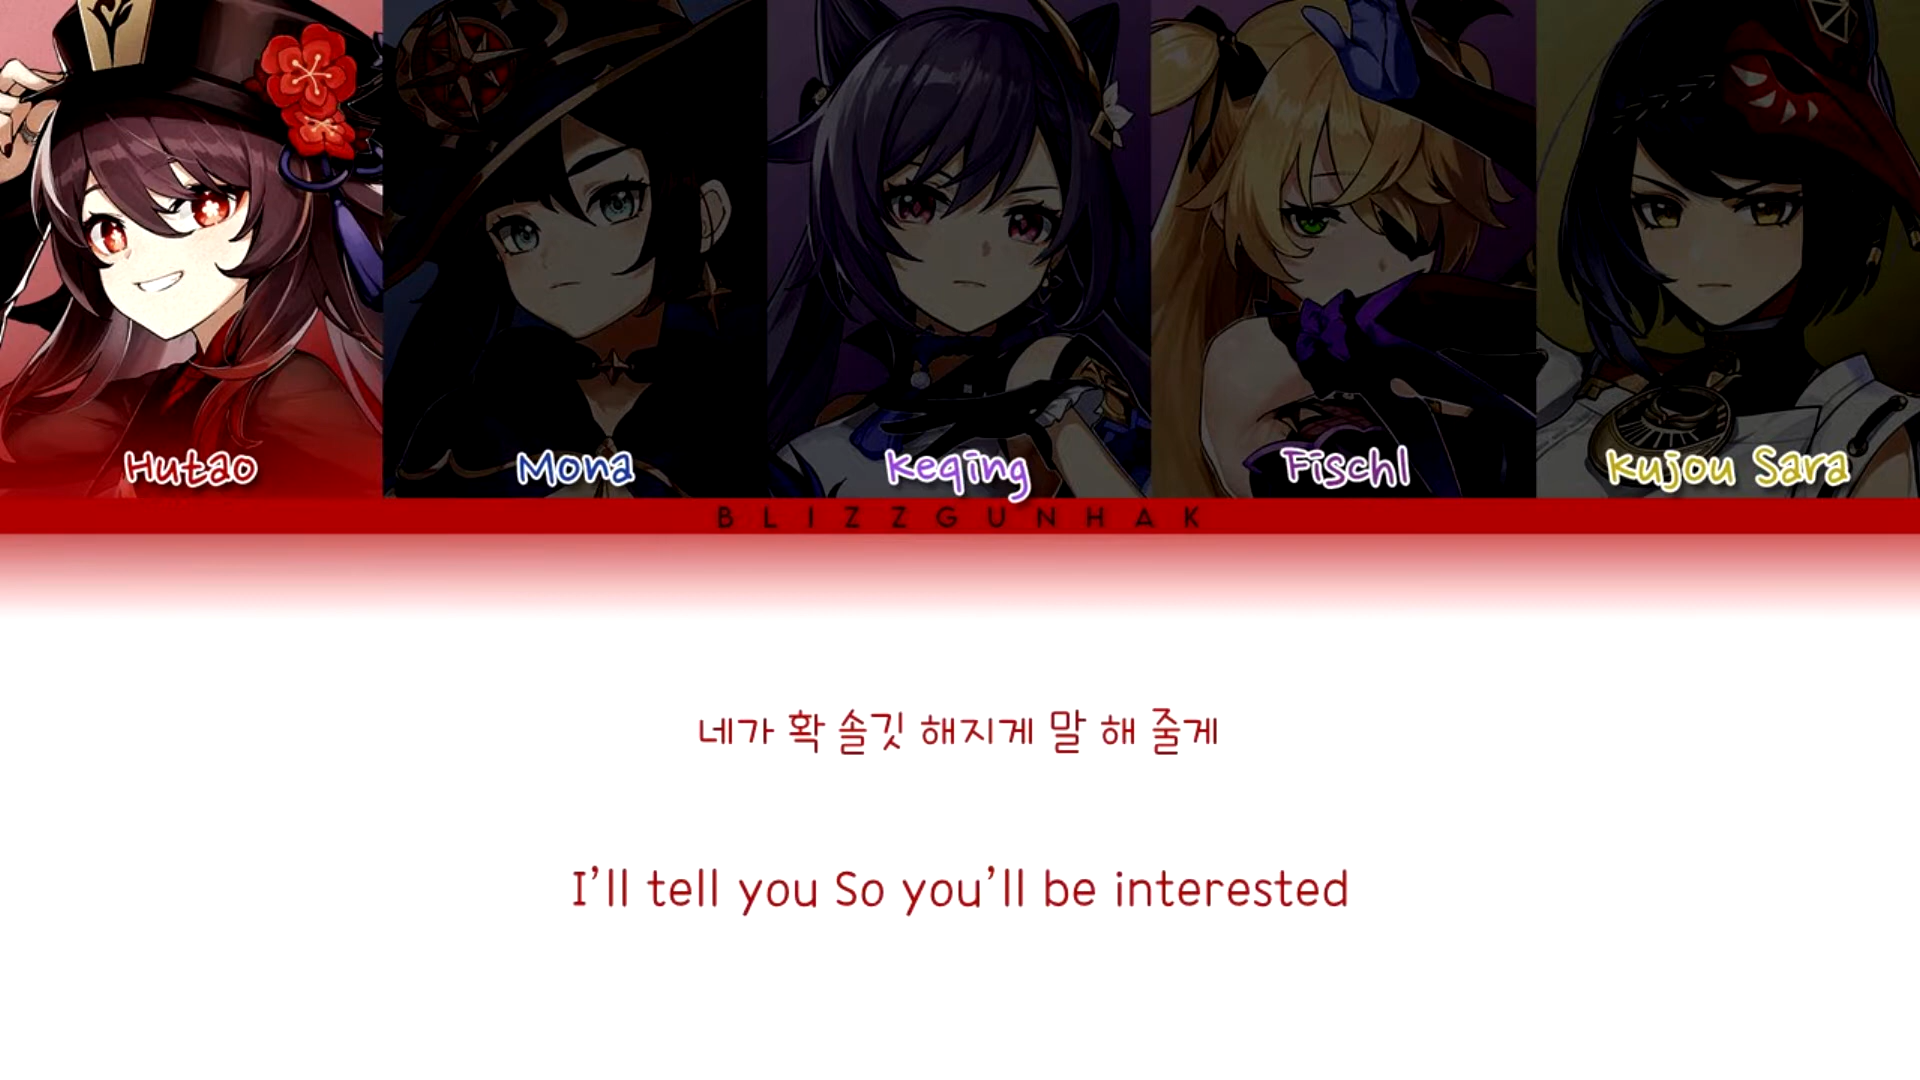 Hutao Mona Keqing Fischl Kujou Sara
BLIZZGUNHAK
네가 확 솔깃 해지게 말 해 줄게
I'll tell you So you'll be interested